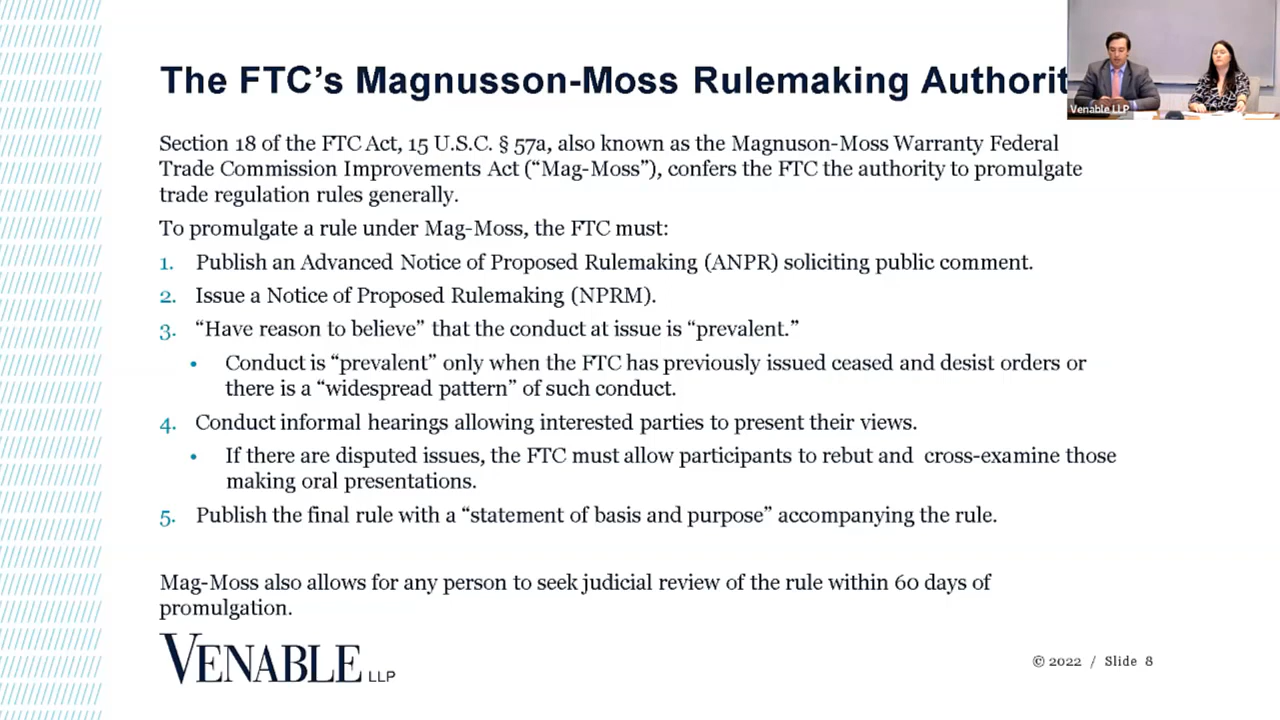 The FTC’s Magnusson-Moss Rulemaking Authorit
Venable LLP
Section 18 of the FTC Act, 15 U.S.C. § 57a, also known as the Magnuson-Moss Warranty Federal
Trade Commission Improvements Act (“Mag-Moss”), confers the FTC the authority to promulgate
trade regulation rules generally.
To promulgate a rule under Mag-Moss, the FTC must:
1. Publish an Advanced Notice of Proposed Rulemaking (ANPR) soliciting public comment.
2. Issue a Notice of Proposed Rulemaking (NPRM).
3. “Have reason to believe” that the conduct at issue is “prevalent.”
• Conduct is “prevalent” only when the FTC has previously issued ceased and desist orders or
there is a “widespread pattern” of such conduct.
4. Conduct informal hearings allowing interested parties to present their views.
• If there are disputed issues, the FTC must allow participants to rebut and cross-examine those
making oral presentations.
5. Publish the final rule with a “statement of basis and purpose” accompanying the rule.
Mag-Moss also allows for any person to seek judicial review of the rule within 60 days of
promulgation.
VENABLE LLP
© 2022 / Slide 8